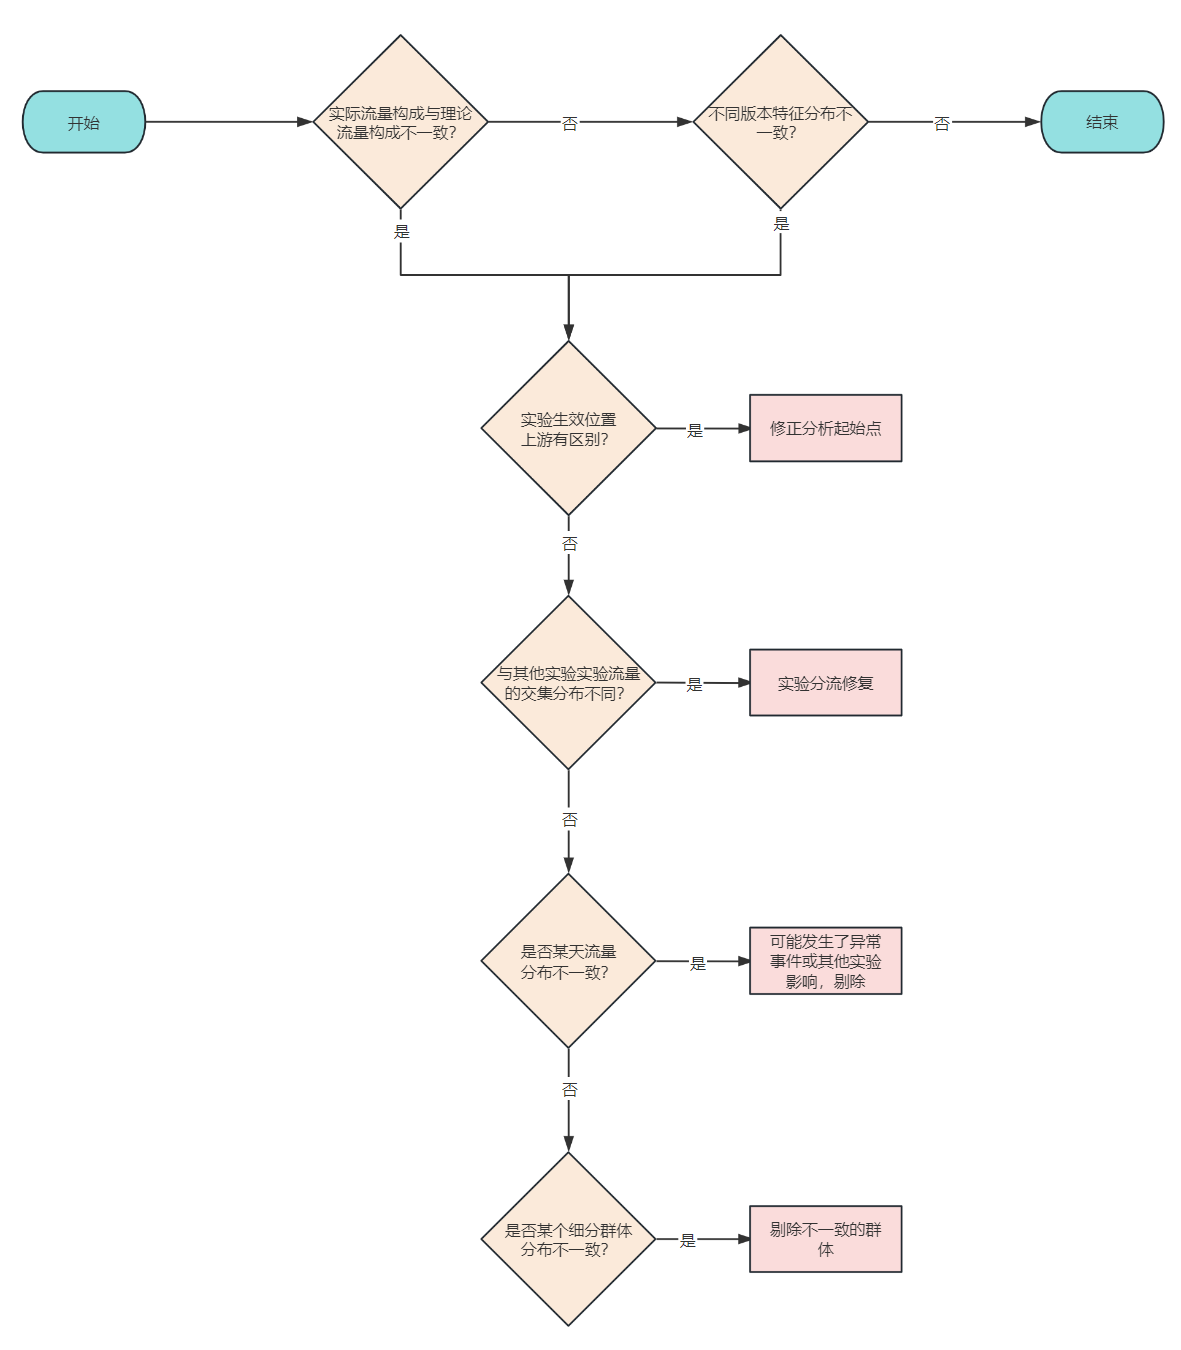 开始
实际流量构成与理论
流量构成不一致？
否
不同版本特征分布不
一致？
否
结束
是
是
实验生效位置
上游有区别？
是
修正分析起始点
否
与其他实验实验流量
的交集分布不同？
是
实验分流修复
否
是否某天流量
分布不一致？
是
可能发生了异常
事件或其他实验
影响，剔除
否
是否某个细分群体
分布不一致？
是
剔除不一致的群
体